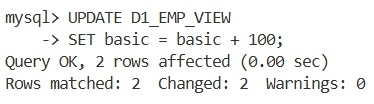 mysql> UPDATE D1_EMP_VIEW
-> SET basic = basic + 100;
Query OK, 2 rows affected (0.00 sec)
Rows matched: 2  Changed: 2  Warnings: 0